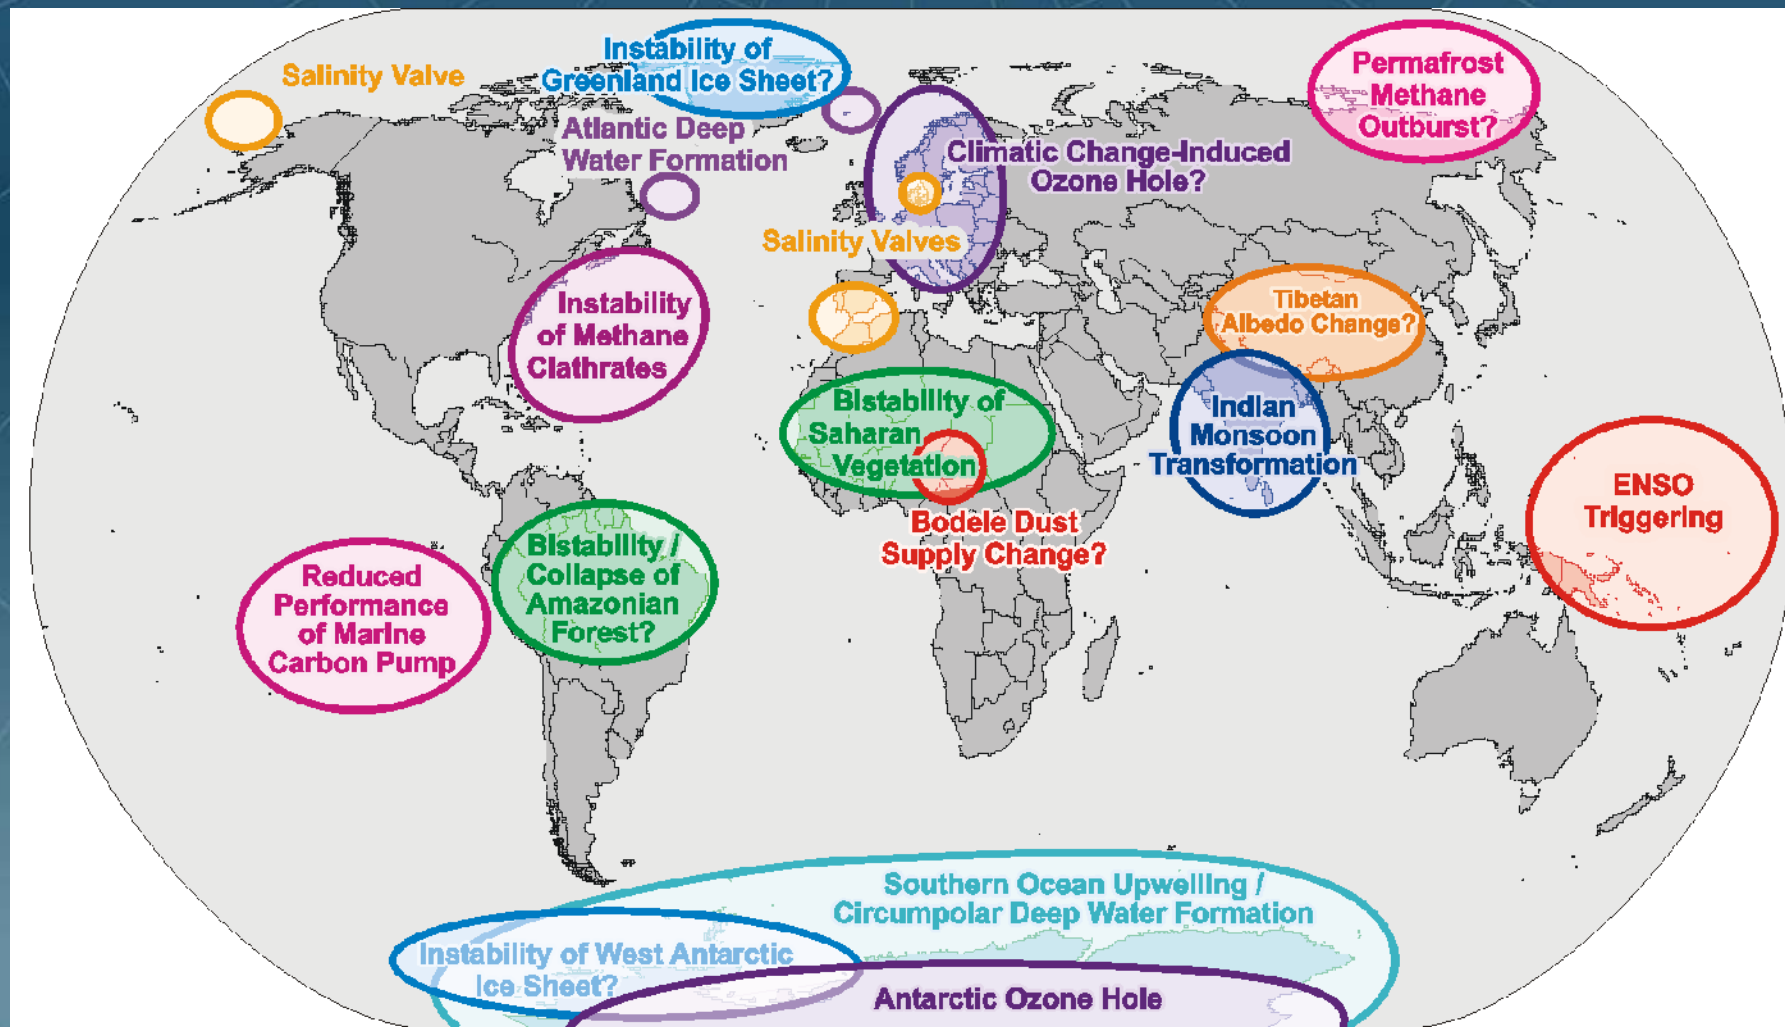 Instability of
Greenland Ice Sheet?
Salinity Valve
Permafrost
Methane
Outburst?
Atlantic Deep
Water Formation
Climatic Change-Induced
Ozone Hole?
Salinity Valves
Instability
of Methane
Clathrates
Tibetan
Albedo Change?
Bistability of
Saharan
Vegetation
Indian
Monsoon
Transformation
ENSO
Triggering
Bodele Dust
Supply Change?
Bistability /
Collapse of
Amazonian
Forest?
Reduced
Performance
of Marine
Carbon Pump
Southern Ocean Upwelling /
Circumpolar Deep Water Formation
Instability of West Antarctic
Ice Sheet?
Antarctic Ozone Hole